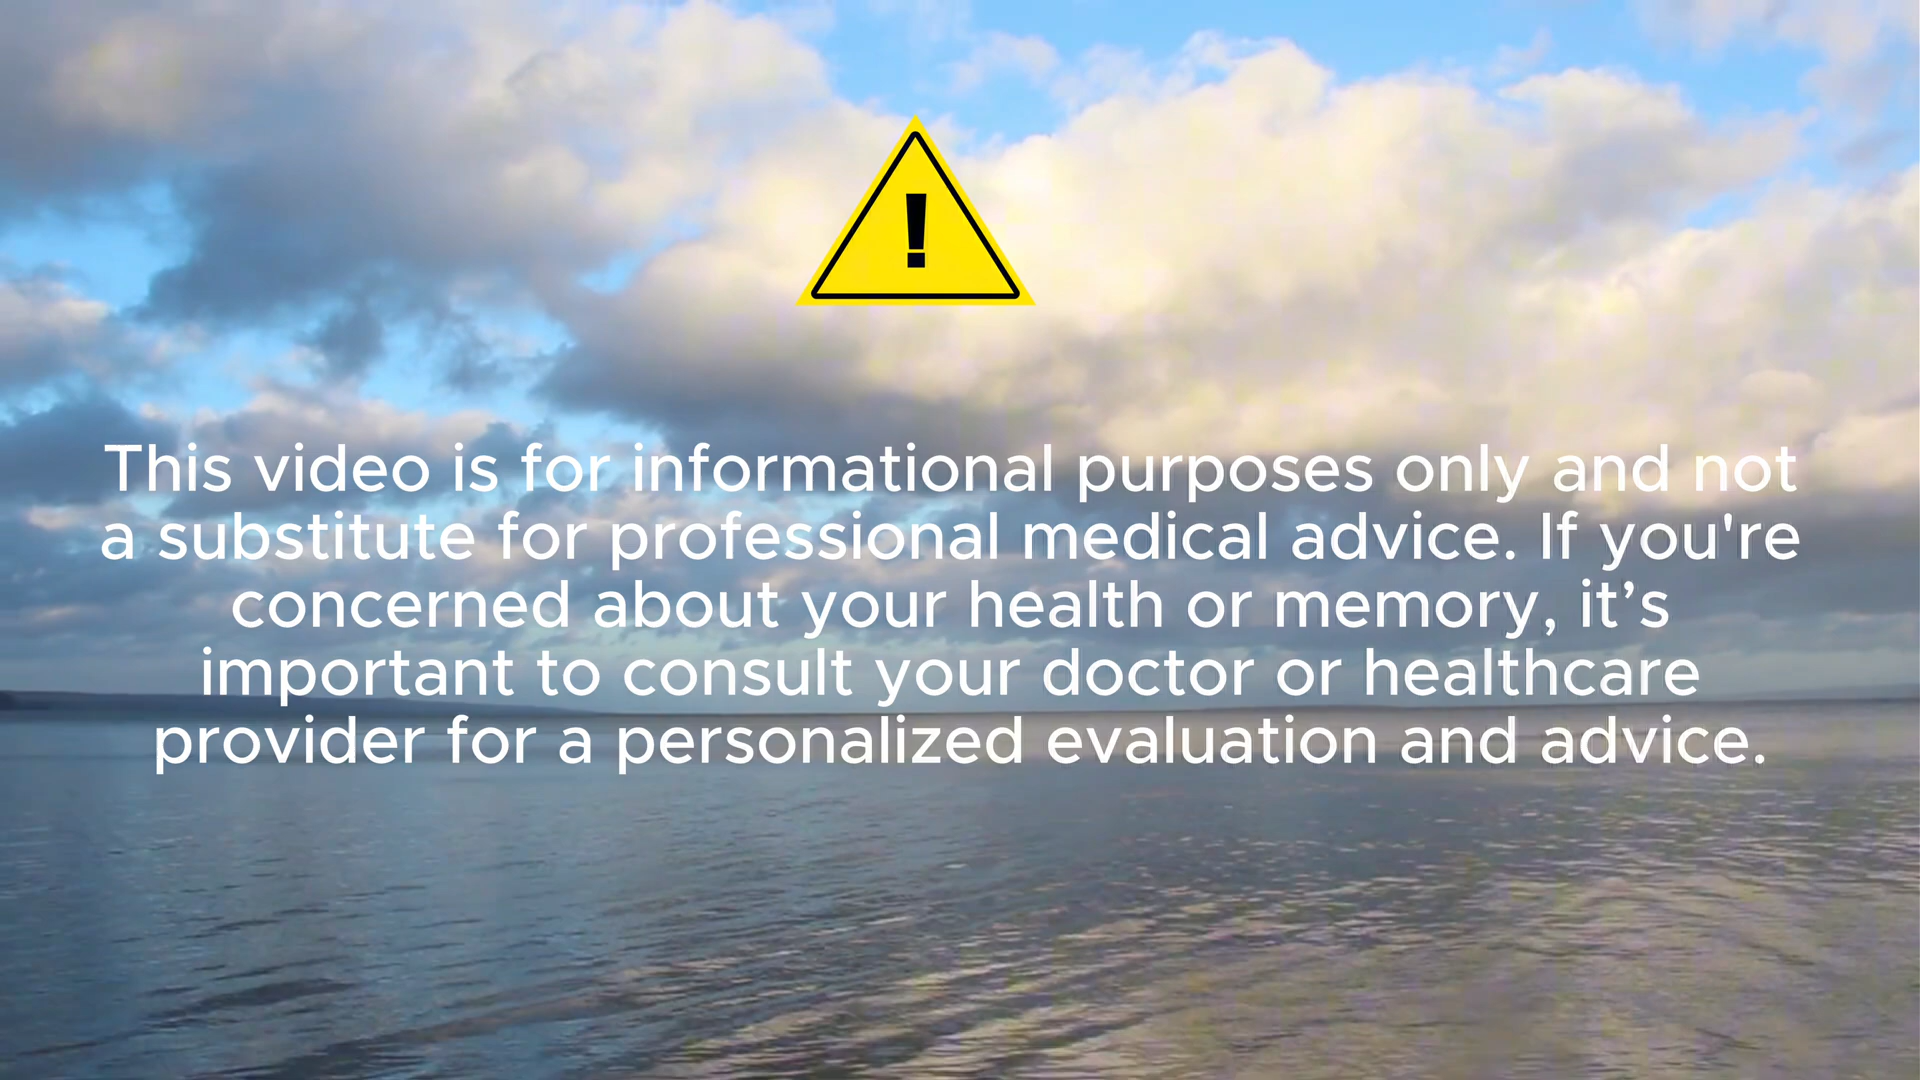 !
This video is for informational purposes only and not
a substitute for professional medical advice. If you're
concerned about your health or memory, it’s
important to consult your doctor or healthcare
provider for a personalized evaluation and advice.